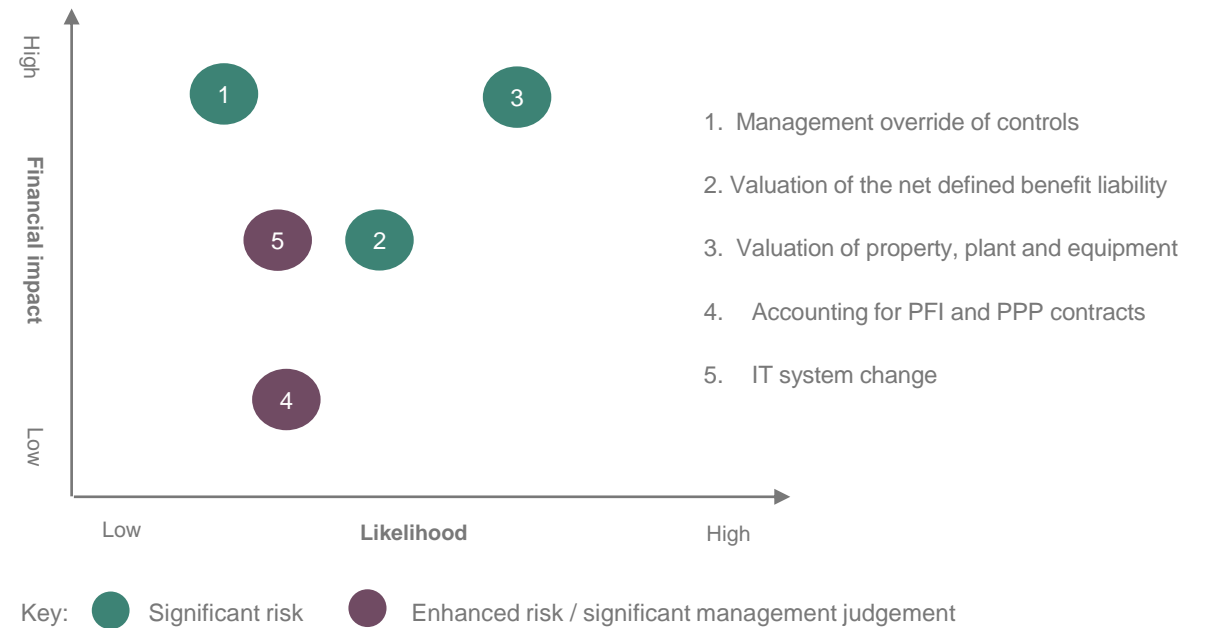 High
Financial impact
Low
1
3
5
2
4
Low
Likelihood
High
1. Management override of controls
2. Valuation of the net defined benefit liability
3. Valuation of property, plant and equipment
4. Accounting for PFI and PPP contracts
5. IT system change
Key: Significant risk Enhanced risk / significant management judgement